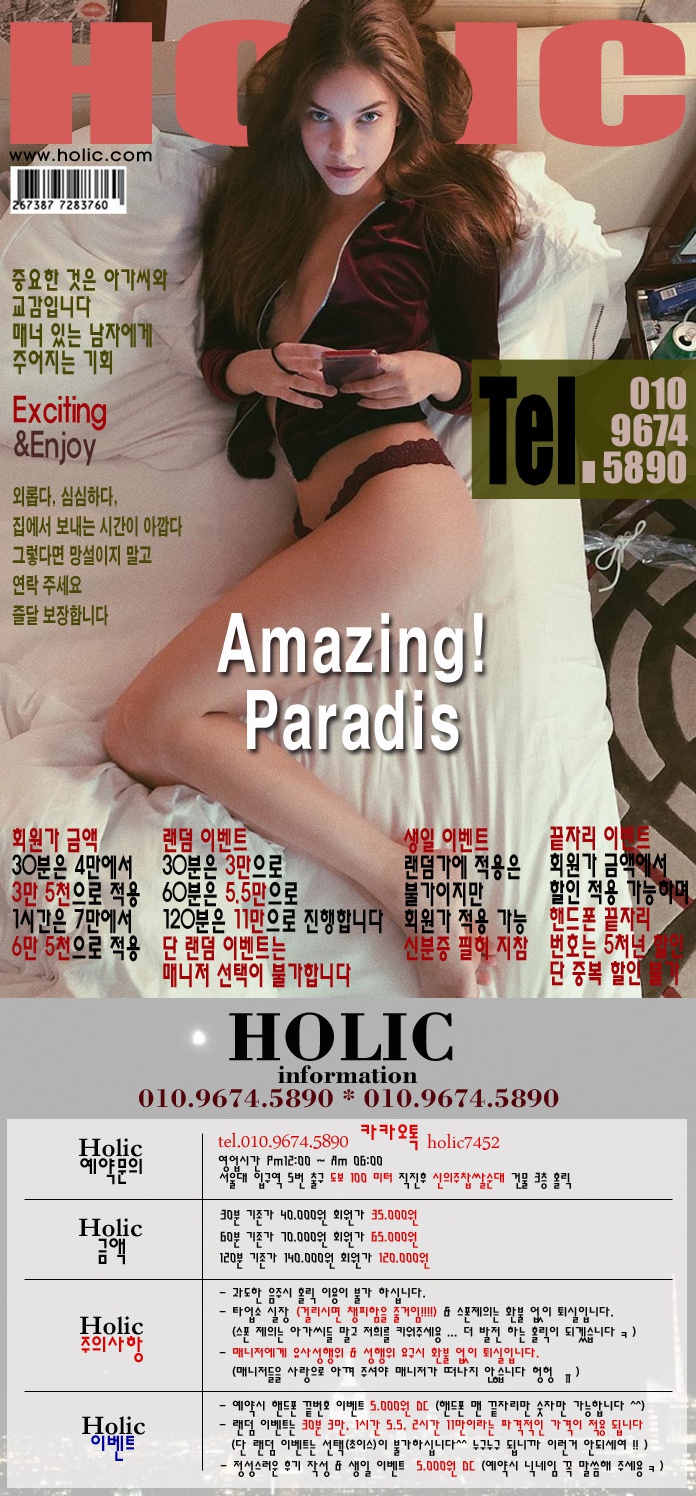 HOLIC
www.holic.com
267387 7283760
중요한 것은 아가씨와
교감입니다
매너 있는 남자에게
주어지는 기회
Exciting
&Enjoy
외롭다, 심심하다,
집에서 보내는 시간이 아깝다
그렇다면 망설이지 말고
연락 주세요
즐달 보장합니다
Tel.
010
9674
5890
Amazing!
Paradis
회원가 금액
30분은 4만에서
3만 5천으로 적용
1시간은 7만에서
6만 5천으로 적용
랜덤 이벤트
30분은 3만으로
60분은 5.5만으로
120분은 11만으로 진행합니다
단 랜덤 이벤트는
매니저 선택이 불가합니다
생일 이벤트
랜덤가에 적용은
불가이지만
회원가 적용 가능
신분증 필히 지참
끝자리 이벤트
회원가 금액에서
할인 적용 가능하며
핸드폰 끝자리
번호는 5처넌 할인
단 중복 할인 불가
HOLIC
information
010.9674.5890 * 010.9674.5890
Holic
예약문의
tel.010.9674.5890 카카오톡 holic7452
영업시간 Pm12:00 ~ Am 06:00
서울대 입구역 5번 출구 도보 100 미터 직진후 신의주찹쌀순대 건물 3층 홀릭
Holic
금액
30분 기존가 40.000원 회원가 35.000원
60분 기존가 70.000원 회원가 65.000원
120분 기존가 140.000원 회원가 120.000원
Holic
주의사항
- 과도한 음주시 홀릭 이용이 불가 하십니다.
- 타업소 실장 (걸리시면 챙피함을 줄거임!!!!) & 스폰제의는 환불 없이 퇴실입니다.
(스폰 제의는 아가씨들 말고 저희를 키워주세용 ... 더 발전 하는 홀릭이 되겠습니다 ㅋ )
- 매니저에게 유사성행위 & 성행위 요구시 환불 없이 퇴실입니다.
(매니저들을 사랑으로 아껴 주셔야 매니저가 떠나지 않습니다 헝헝 ㅠ )
Holic
이벤트
- 예약시 핸드폰 끝번호 이벤트 5.000원 DC (핸드폰 맨 끝자리만 숫자만 가능합니다 ^^)
- 랜덤 이벤트는 30분 3만, 1시간 5.5, 2시간 11만이라는 파격적인 가격이 적용 됩니다
(단 랜덤 이벤트는 선택(초이스)이 불가하십니다^^ 누구누구 됩니까 이러기 안되세여 !! )
- 정성스러운 후기 작성 & 생일 이벤트 5.000원 DC (예약시 닉네임 꼭 말씀해 주세용 ㅋ )